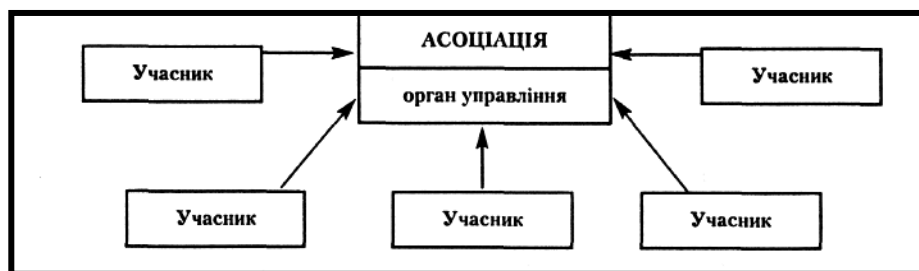 АСОЦІАЦІЯ
Учасник
Учасник
орган управління
Учасник
Учасник
Учасник